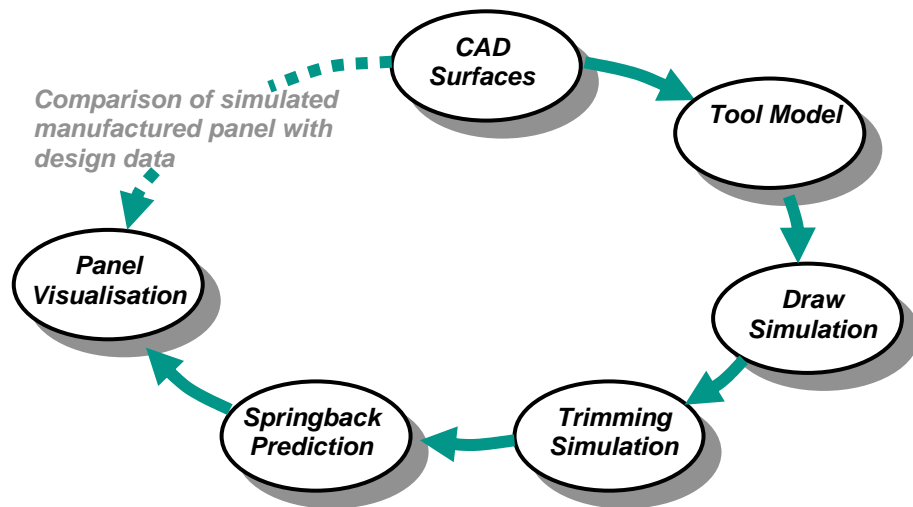 CAD
Surfaces
Tool Model
Draw
Simulation
Trimming
Simulation
Springback
Prediction
Panel
Visualisation
Comparison of simulated
manufactured panel with
design data